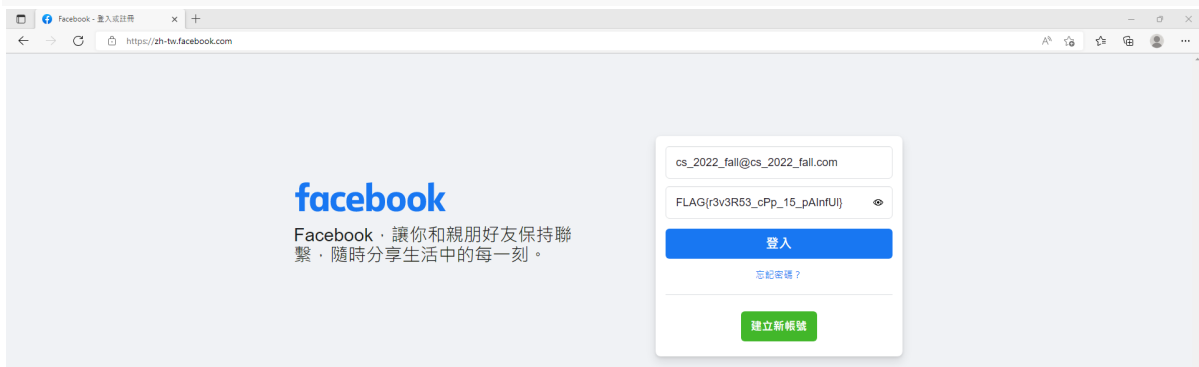 Facebook - 登入或註冊
https://zh-tw.facebook.com
facebook
Facebook，讓你和親朋好友保持聯
繫，隨時分享生活中的每一刻。
cs_2022_fall@cs_2022_fall.com
FLAG{r3v3R53_cPp_15_pAInfUl}
登入
忘記密碼？
建立新帳號